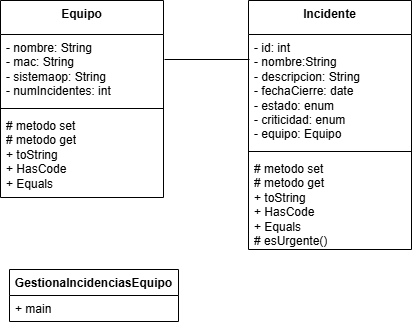 Equipo
- nombre: String
- mac: String
- sistemaop: String
- numIncidentes: int
# metodo set
# metodo get
+ toString
+ HasCode
+ Equals
Incidente
- id: int
- nombre:String
- descripcion: String
- fechaCierre: date
- estado: enum
- criticidad: enum
- equipo: Equipo
# metodo set
# metodo get
+ toString
+ HasCode
+ Equals
# esUrgente()
GestionaIncidenciasEquipo
+ main